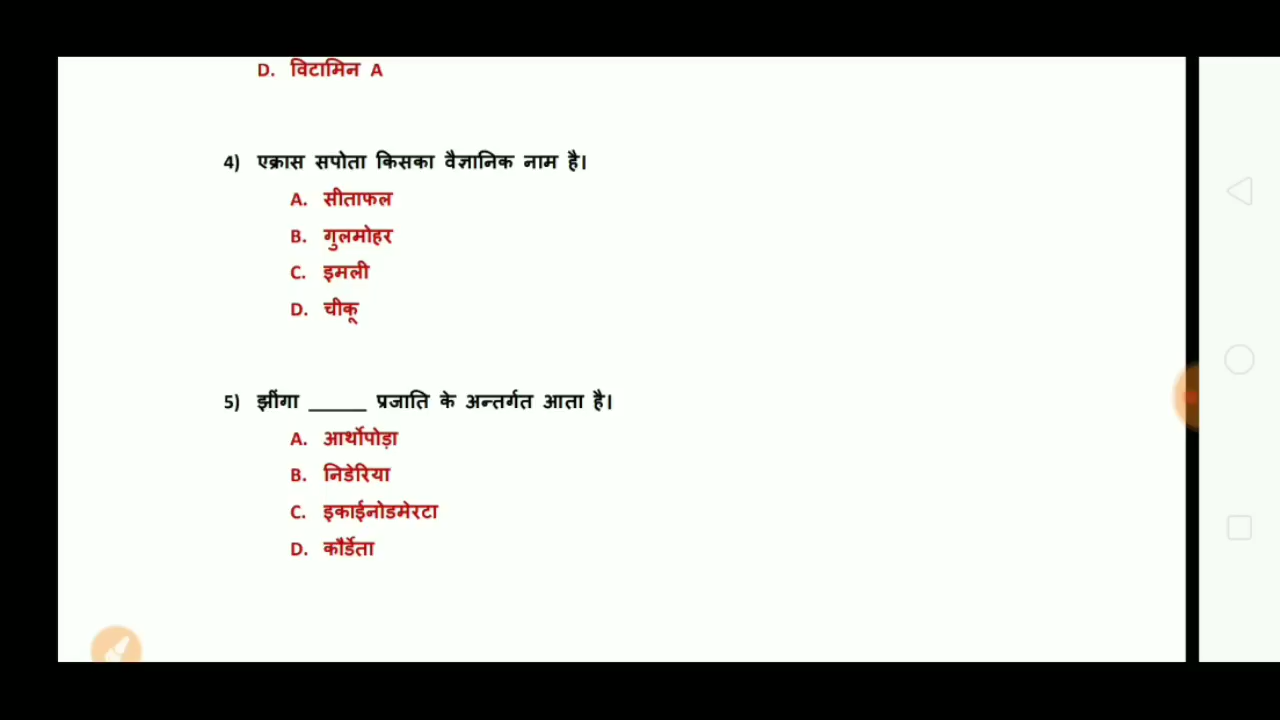 D. विटामिन A
4) एक्रास सपोता किसका वैज्ञानिक नाम है।
A. सीताफल
B. गुलमोहर
C. इमली
D. चीकू
5) झींगा ______ प्रजाति के अन्तर्गत आता है।
A. आर्थोपोड़ा
B. निडेरिया
C. इकाईनोडमेरटा
D. कौर्डेता